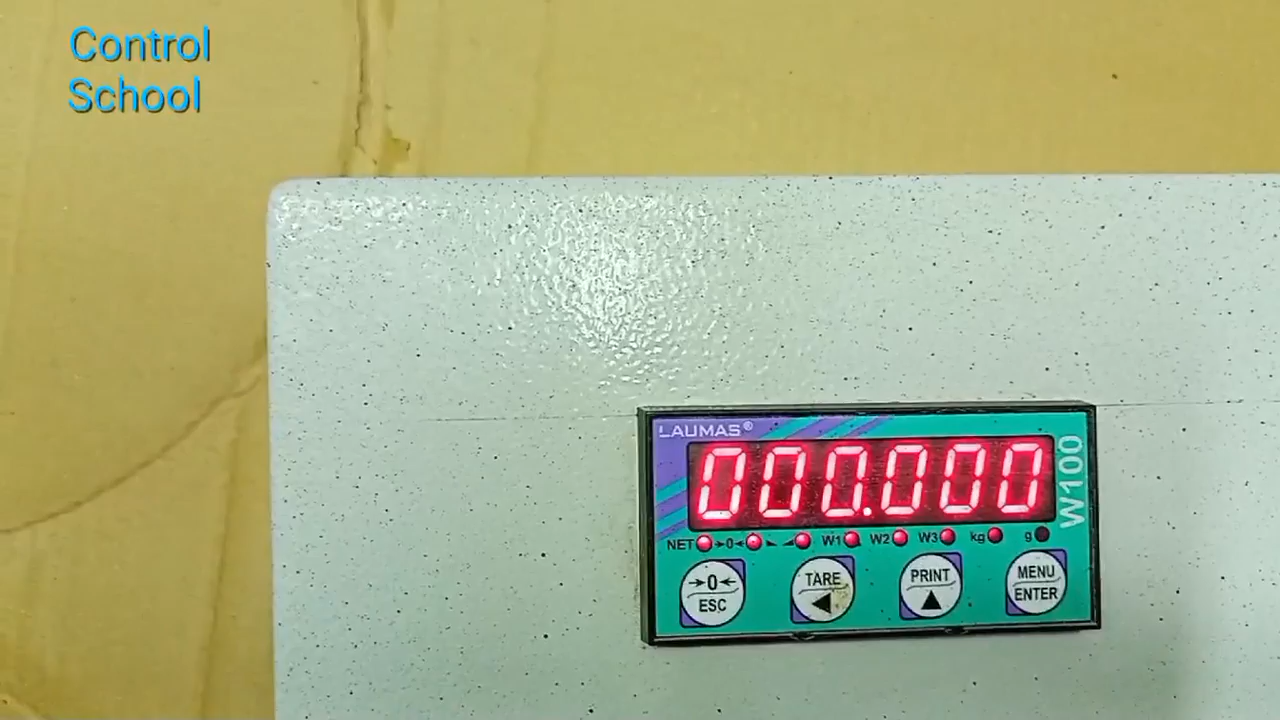 Control
School
LAUMAS®
000.000
W100
NET →0← W1 W2 W3 kg g
→0← TARE PRINT MENU
ESC ENTER